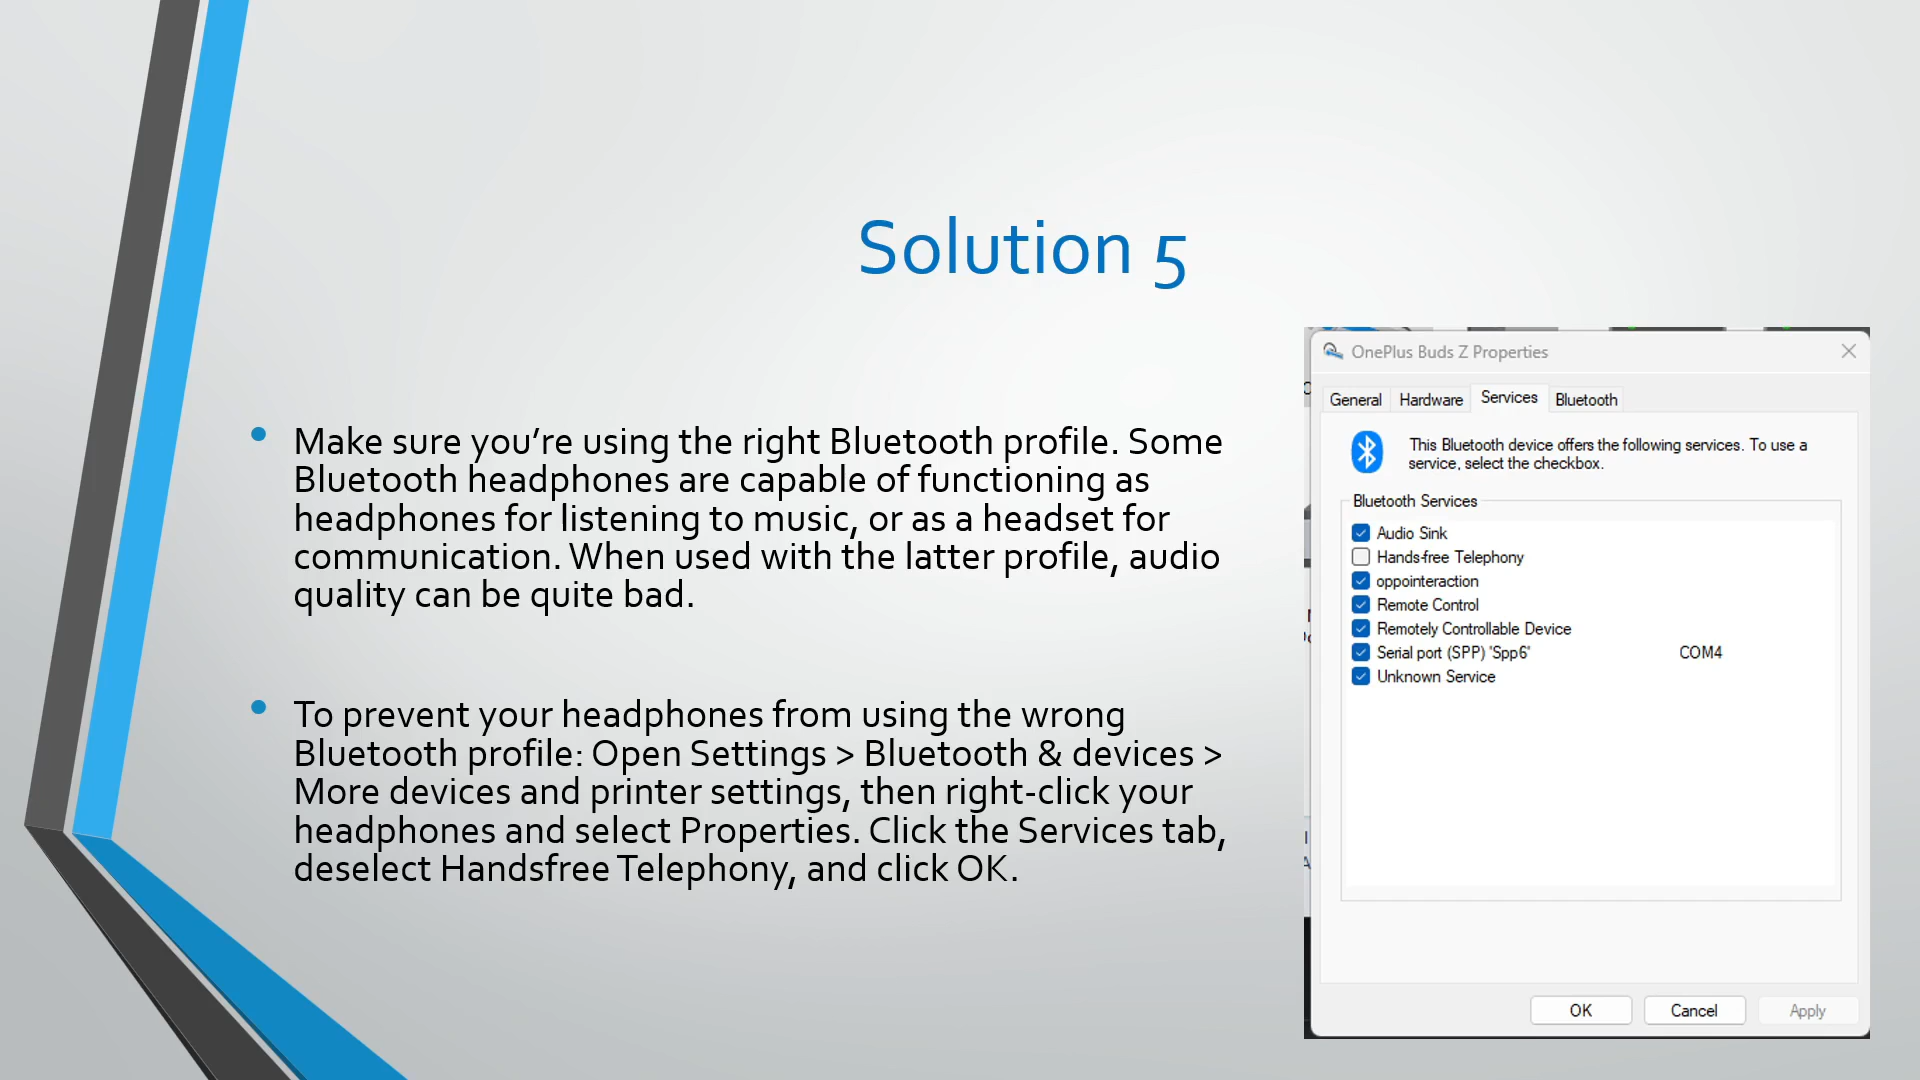 Solution 5
• Make sure you’re using the right Bluetooth profile. Some
Bluetooth headphones are capable of functioning as
headphones for listening to music, or as a headset for
communication. When used with the latter profile, audio
quality can be quite bad.
• To prevent your headphones from using the wrong
Bluetooth profile: Open Settings > Bluetooth & devices >
More devices and printer settings, then right-click your
headphones and select Properties. Click the Services tab,
deselect Handsfree Telephony, and click OK.
OnePlus Buds Z Properties
General Hardware Services Bluetooth
This Bluetooth device offers the following services. To use a
service, select the checkbox.
Bluetooth Services
Audio Sink
Hands-free Telephony
oppointeraction
Remote Control
Remotely Controllable Device
Serial port (SPP) 'Spp6' COM4
Unknown Service
OK Cancel Apply